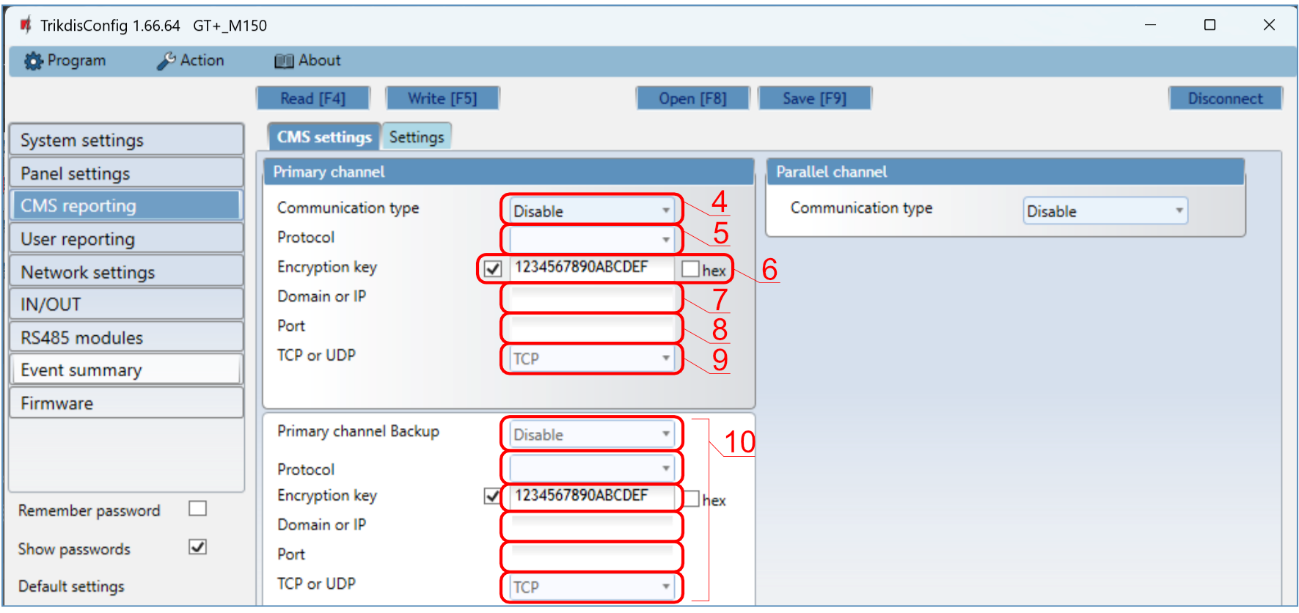 TrikdisConfig 1.66.64 GT+_M150
Program Action About
Read [F4] Write [F5] Open [F8] Save [F9] Disconnect
System settings
Panel settings
CMS reporting
User reporting
Network settings
IN/OUT
RS485 modules
Event summary
Firmware
Remember password
Show passwords
Default settings
CMS settings Settings
Primary channel
Communication type Disable 4
Protocol 5
Encryption key 1234567890ABCDEF hex 6
Domain or IP 7
Port 8
TCP or UDP TCP 9
Primary channel Backup Disable 10
Protocol
Encryption key 1234567890ABCDEF hex
Domain or IP
Port
TCP or UDP TCP
Parallel channel
Communication type Disable